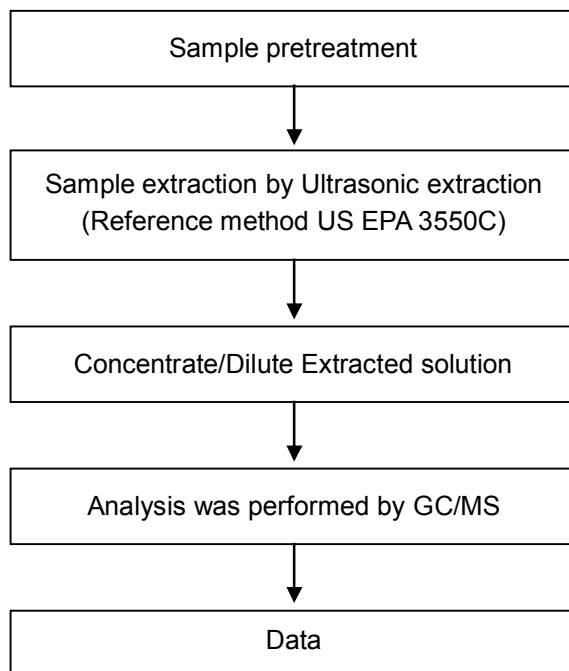 Sample pretreatment
Sample extraction by Ultrasonic extraction
(Reference method US EPA 3550C)
Concentrate/Dilute Extracted solution
Analysis was performed by GC/MS
Data